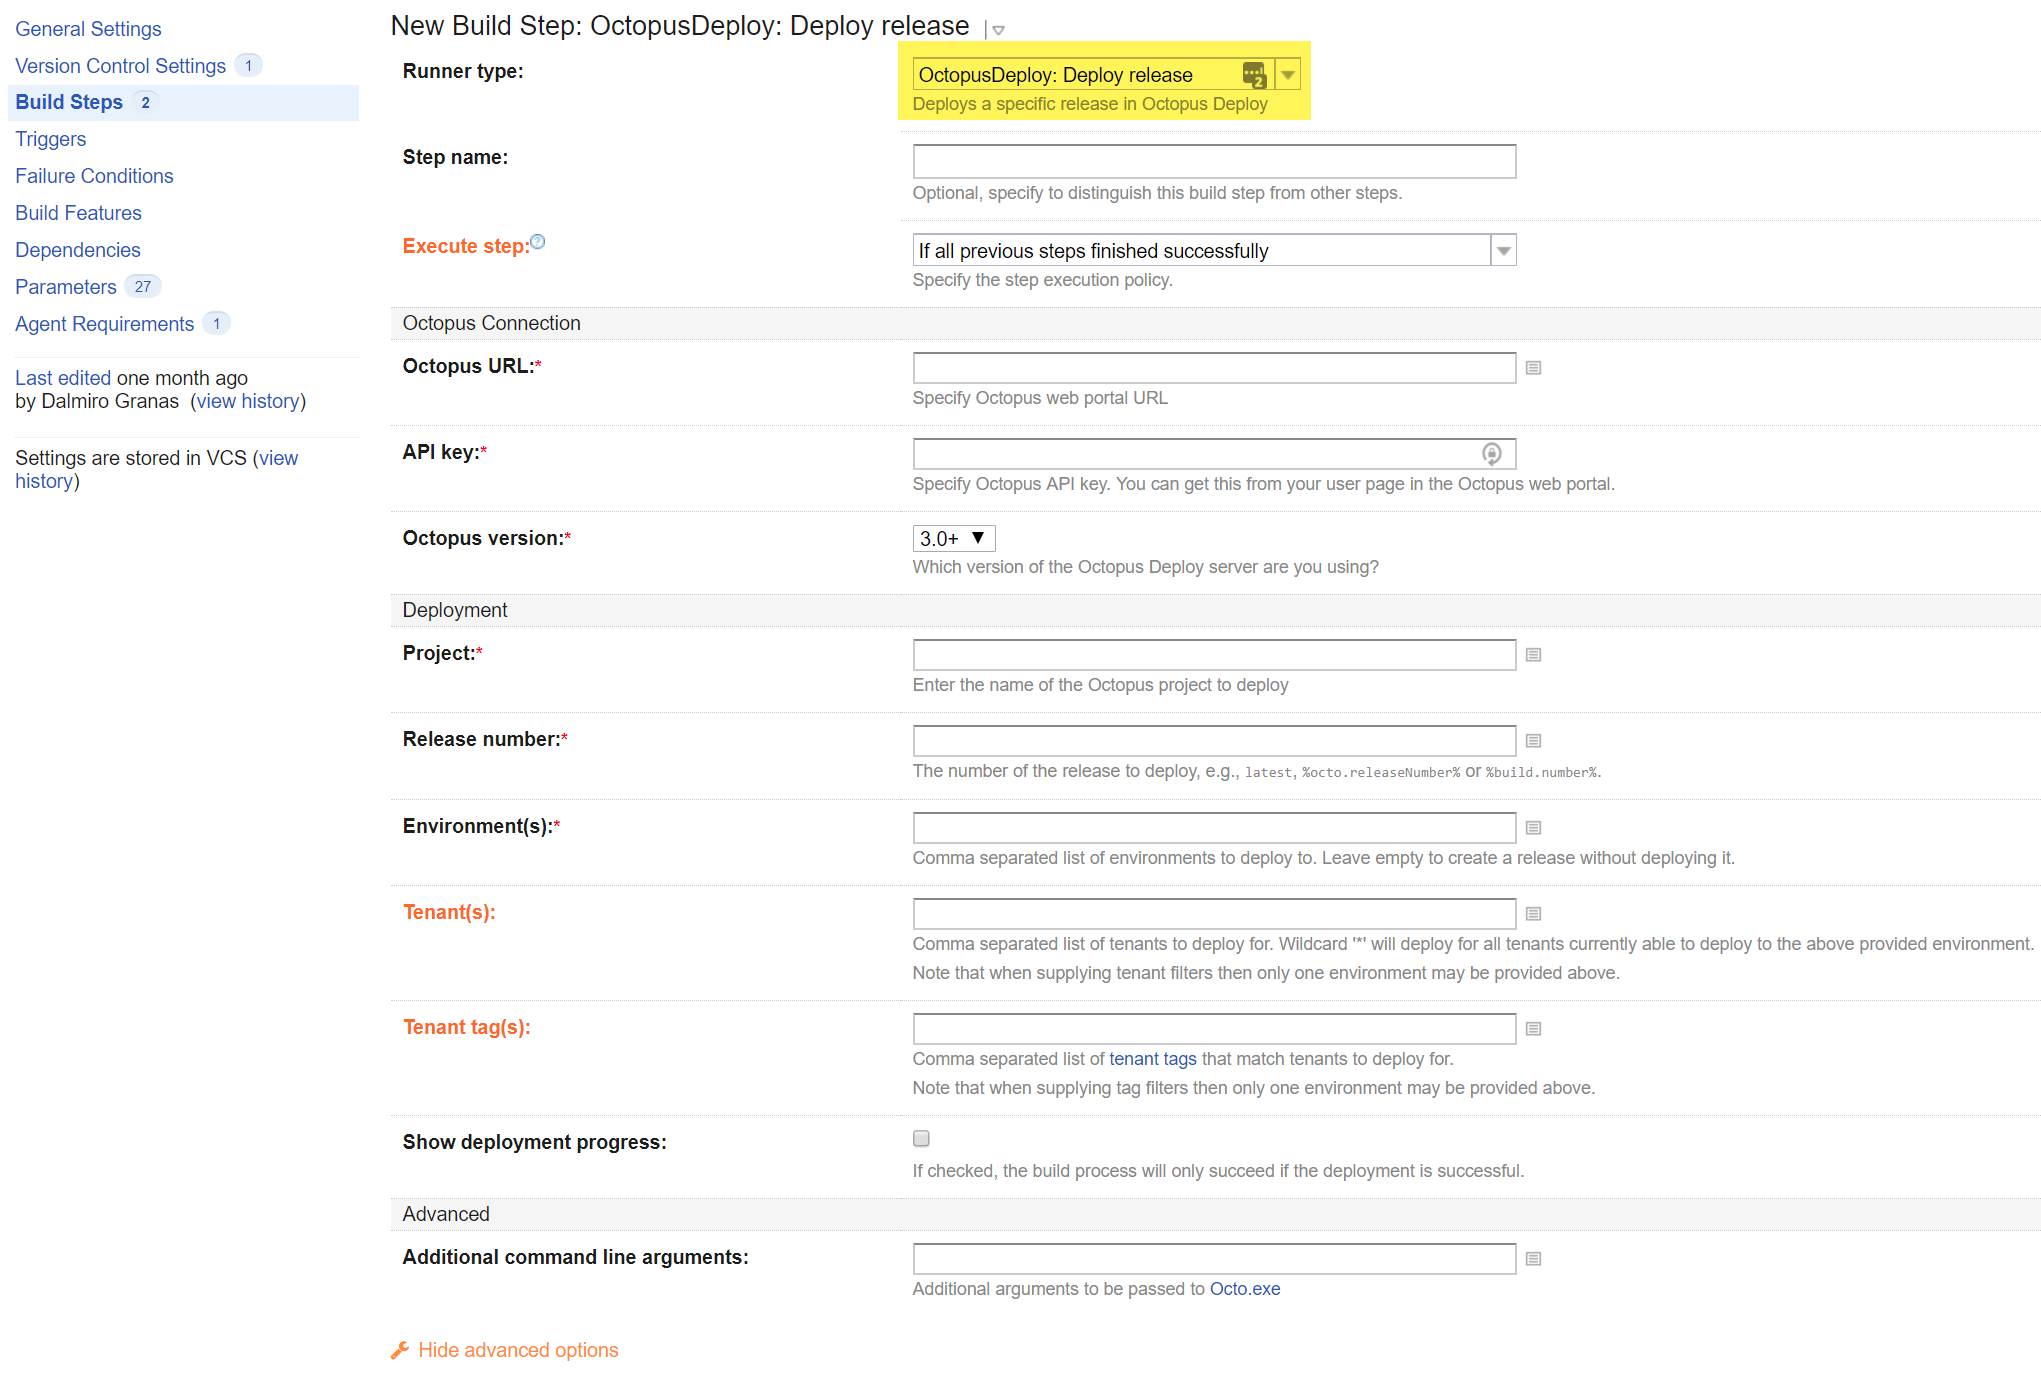 General Settings
Version Control Settings 1
Build Steps 2
Triggers
Failure Conditions
Build Features
Dependencies
Parameters 27
Agent Requirements 1
Last edited one month ago
by Dalmiro Granas (view history)
Settings are stored in VCS (view
history)
New Build Step: OctopusDeploy: Deploy release
Runner type:
OctopusDeploy: Deploy release 2
Deploys a specific release in Octopus Deploy
Step name:
Optional, specify to distinguish this build step from other steps.
Execute step:?
If all previous steps finished successfully
Specify the step execution policy.
Octopus Connection
Octopus URL:*
Specify Octopus web portal URL
API key:*
Specify Octopus API key. You can get this from your user page in the Octopus web portal.
Octopus version:*
3.0+
Which version of the Octopus Deploy server are you using?
Deployment
Project:*
Enter the name of the Octopus project to deploy
Release number:*
The number of the release to deploy, e.g., latest, %octo.releaseNumber% or %build.number%.
Environment(s):*
Comma separated list of environments to deploy to. Leave empty to create a release without deploying it.
Tenant(s):
Comma separated list of tenants to deploy for. Wildcard '*' will deploy for all tenants currently able to deploy to the above provided environment.
Note that when supplying tenant filters then only one environment may be provided above.
Tenant tag(s):
Comma separated list of tenant tags that match tenants to deploy for.
Note that when supplying tag filters then only one environment may be provided above.
Show deployment progress:
If checked, the build process will only succeed if the deployment is successful.
Advanced
Additional command line arguments:
Additional arguments to be passed to Octo.exe
Hide advanced options